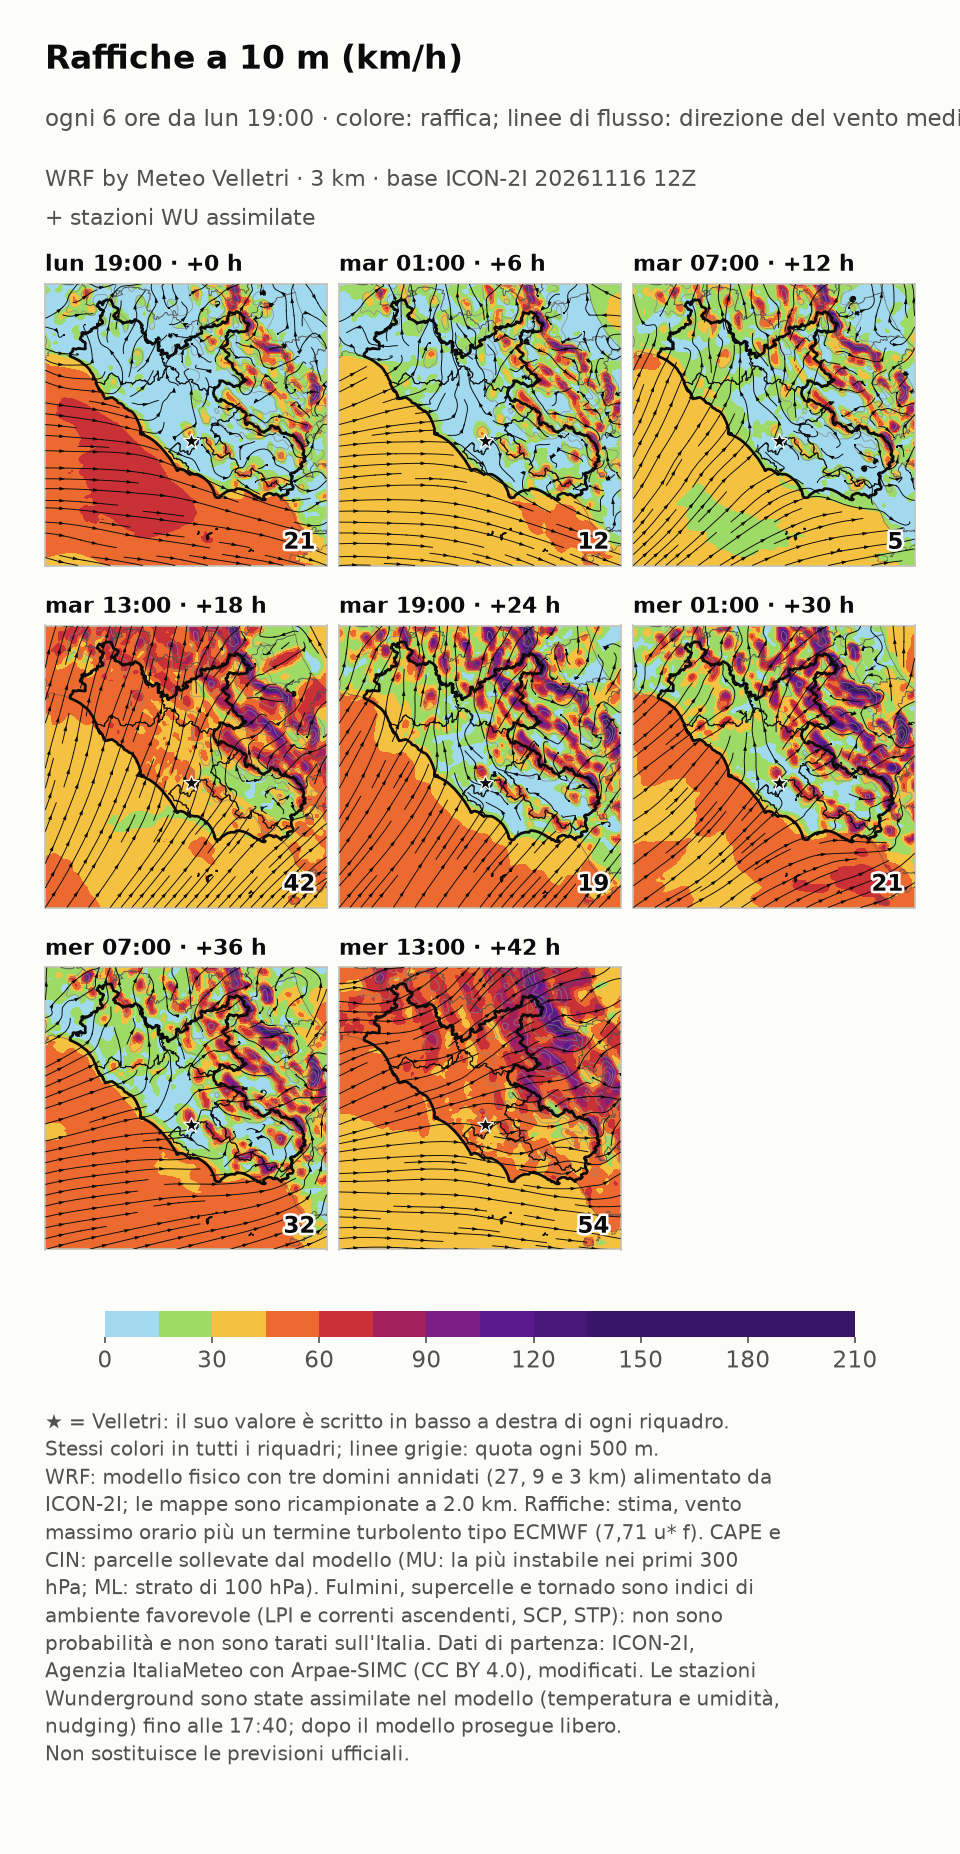 Raffiche a 10 m (km/h)
ogni 6 ore da lun 19:00 · colore: raffica; linee di flusso: direzione del vento medi
WRF by Meteo Velletri · 3 km · base ICON-2I 20261116 12Z
+ stazioni WU assimilate
lun 19:00 · +0 h
mar 01:00 · +6 h
mar 07:00 · +12 h
21
12
5
mar 13:00 · +18 h
mar 19:00 · +24 h
mer 01:00 · +30 h
42
19
21
mer 07:00 · +36 h
mer 13:00 · +42 h
32
54
0 30 60 90 120 150 180 210
★ = Velletri: il suo valore è scritto in basso a destra di ogni riquadro.
Stessi colori in tutti i riquadri; linee grigie: quota ogni 500 m.
WRF: modello fisico con tre domini annidati (27, 9 e 3 km) alimentato da
ICON-2I; le mappe sono ricampionate a 2.0 km. Raffiche: stima, vento
massimo orario più un termine turbolento tipo ECMWF (7,71 u* f). CAPE e
CIN: parcelle sollevate dal modello (MU: la più instabile nei primi 300
hPa; ML: strato di 100 hPa). Fulmini, supercelle e tornado sono indici di
ambiente favorevole (LPI e correnti ascendenti, SCP, STP): non sono
probabilità e non sono tarati sull'Italia. Dati di partenza: ICON-2I,
Agenzia ItaliaMeteo con Arpae-SIMC (CC BY 4.0), modificati. Le stazioni
Wunderground sono state assimilate nel modello (temperatura e umidità,
nudging) fino alle 17:40; dopo il modello prosegue libero.
Non sostituisce le previsioni ufficiali.